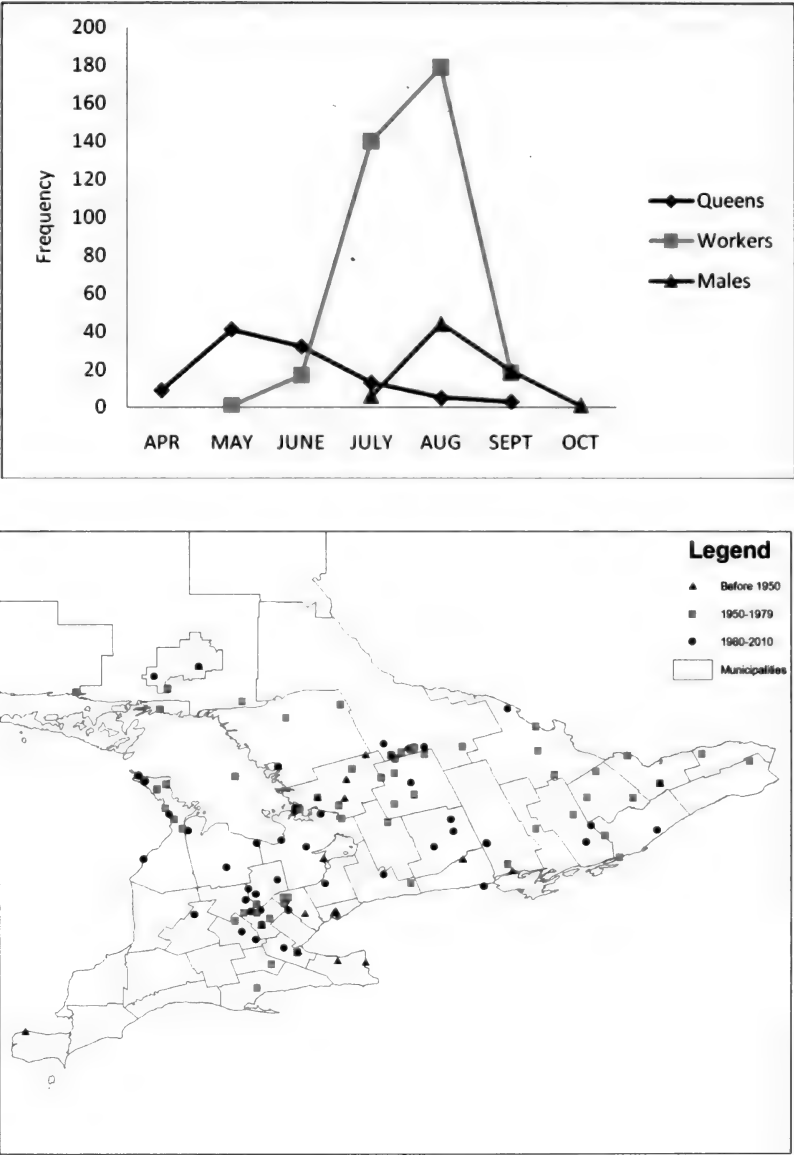 200
180
160
140
120
100
80
60
40
20
0
Frequency
APR MAY JUNE JULY AUG SEPT OCT
Queens
Workers
Males
Legend
Before 1950
1950-1979
1980-2010
Municipalities